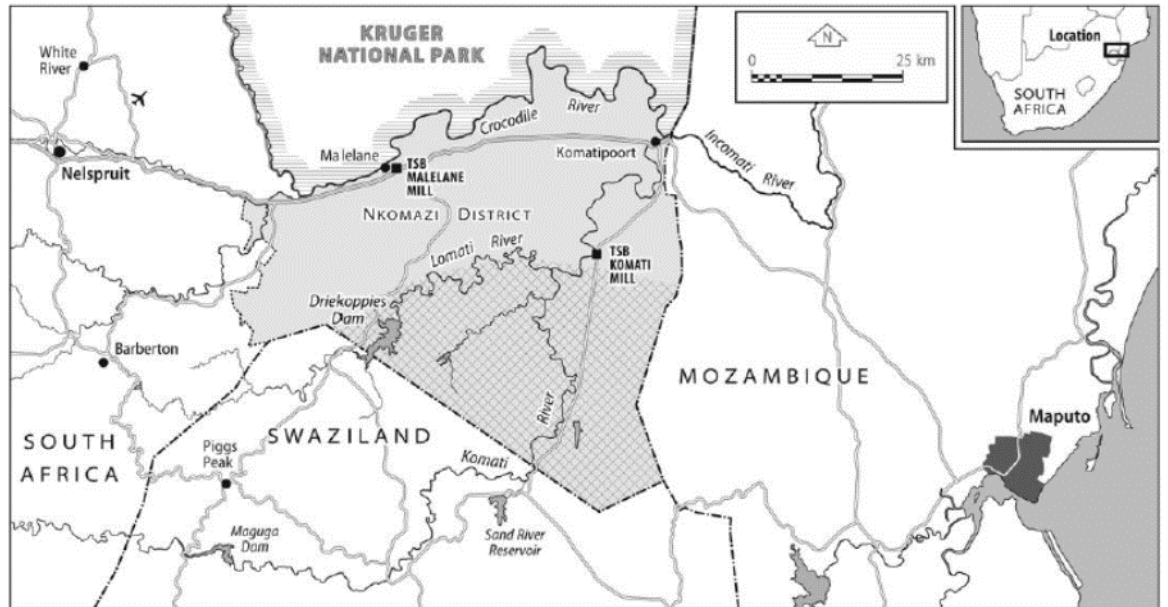 KRUGER
NATIONAL PARK
White
River
N
0
25 km
Location
SOUTH
AFRICA
Crocodile River
Malelane
TSB
MALELANE
MILL
Komatipoort
Incomati River
Nelspruit
NKOMAZI DISTRICT
Lomati River
TSB
KOMATI
MILL
Driekoppies
Dam
Barberton
MOZAMBIQUE
River
Maputo
SOUTH
AFRICA
SWAZILAND
Piggs
Peak
Komati
Maguga
Dam
Sand River
Reservoir